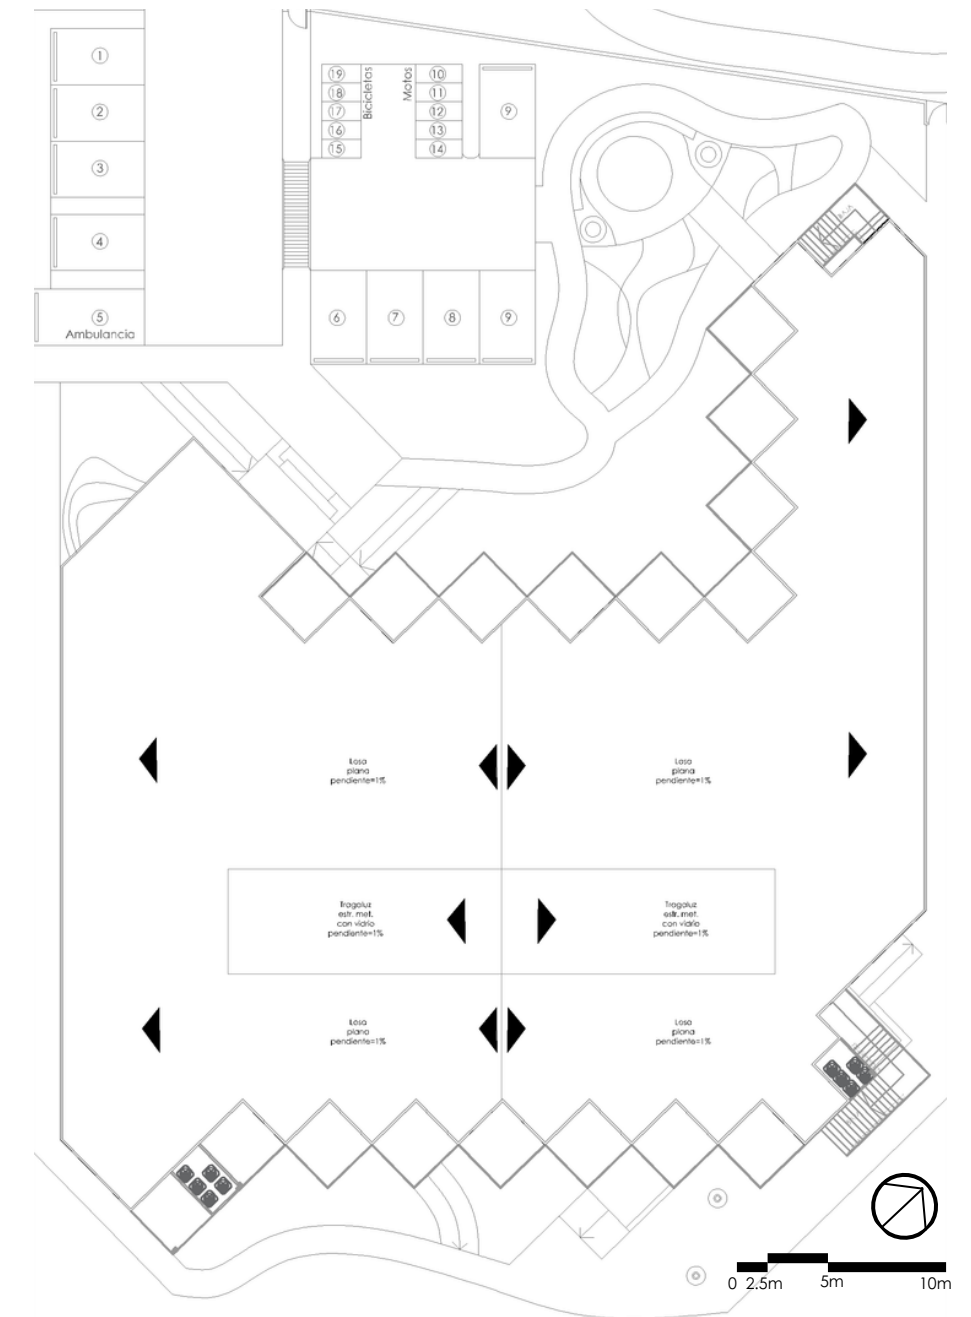 1
2
3
4
5
Ambulancia
19
18
17
16
15
Bicicletas
Motos
10
11
12
13
14
9
6
7
8
9
BAJA
Losa
plana
pendiente=1%
Losa
plana
pendiente=1%
Tragaluz
estr. met.
con vidrio
pendiente=1%
Tragaluz
estr. met.
con vidrio
pendiente=1%
Losa
plana
pendiente=1%
Losa
plana
pendiente=1%
0 2.5m 5m 10m